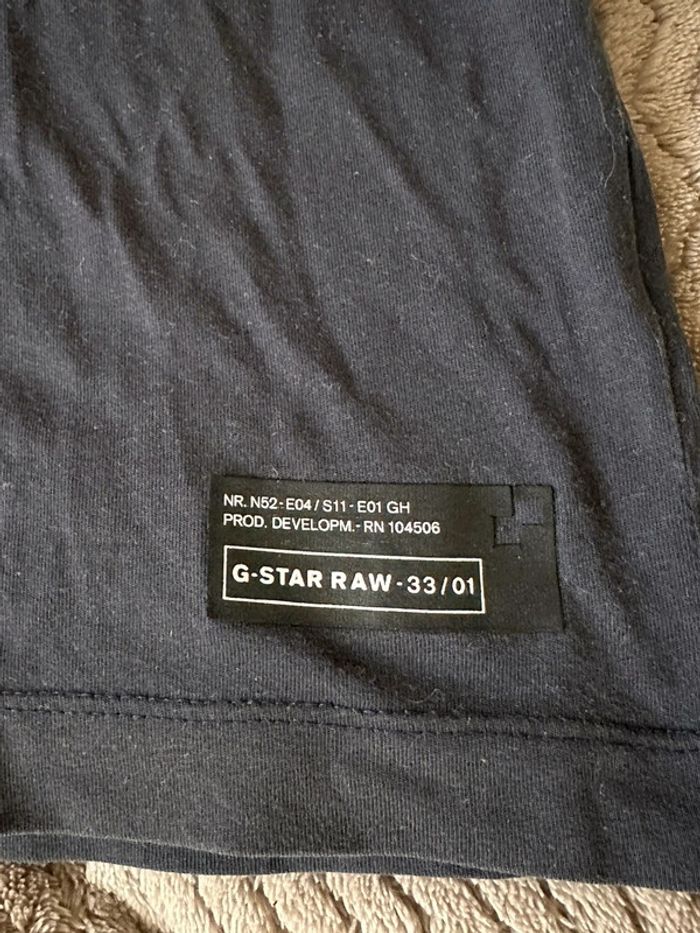 NR. N52-E04 / S11-E01 GH
PROD. DEVELOPM.-RN 104506
G-STAR RAW-33/01